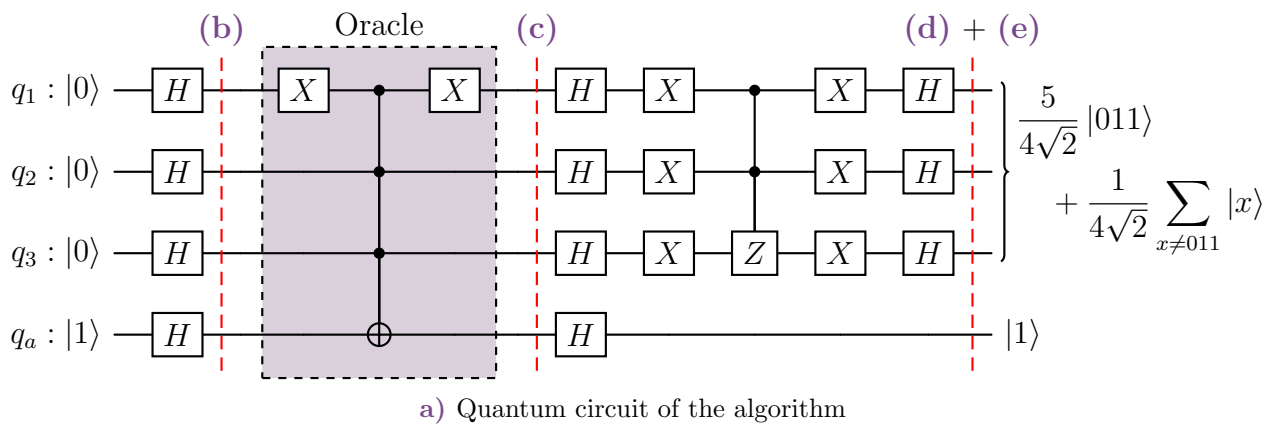 (b) Oracle (c) (d) + (e)
q₁ : |0⟩ H X X H X X H
q₂ : |0⟩ H H X X H
q₃ : |0⟩ H H X Z X H
qₐ : |1⟩ H H |1⟩
5/(4√2) |011⟩
+ 1/(4√2) ∑_{x≠011} |x⟩
a) Quantum circuit of the algorithm